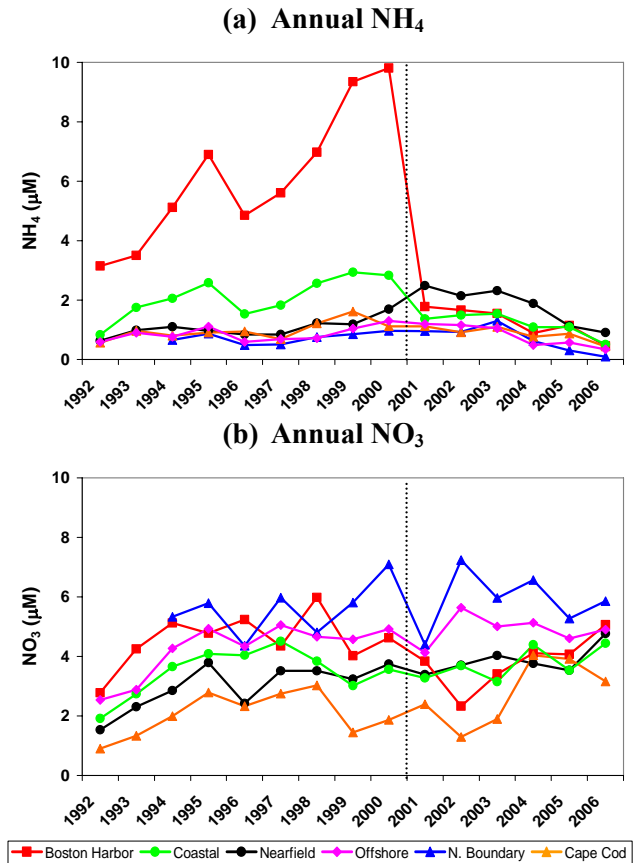 (a) Annual NH4
10
8
6
4
2
0
NH4 (µM)
1992 1993 1994 1995 1996 1997 1998 1999 2000 2001 2002 2003 2004 2005 2006
(b) Annual NO3
10
8
6
4
2
0
NO3 (µM)
1992 1993 1994 1995 1996 1997 1998 1999 2000 2001 2002 2003 2004 2005 2006
Boston Harbor Coastal Nearfield Offshore N. Boundary Cape Cod